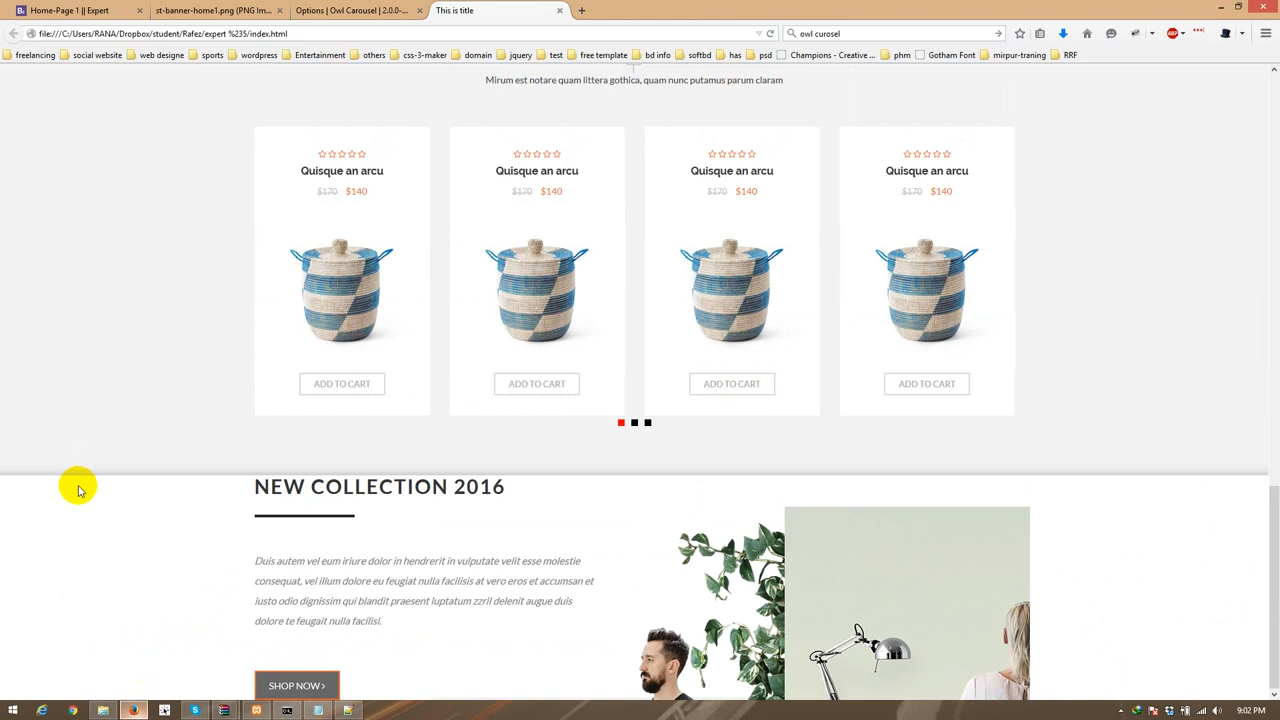 Home-Page 1 || Expert
st-banner-home1.png (PNG Im...
Options | Owl Carousel | 2.0.0-...
This is title
file:///C:/Users/RANA/Dropbox/student/Rafez/expert %235/index.html
owl curosel
freelancing
social website
web designe
sports
wordpress
Entertainment
others
css-3-maker
domain
jquery
test
free template
bd info
softbd
has
psd
Champions - Creative ...
phm
Gotham Font
mirpur-traning
RRF
Mirum est notare quam littera gothica, quam nunc putamus parum claram
Quisque an arcu
Quisque an arcu
Quisque an arcu
Quisque an arcu
$170 $140
$170 $140
$170 $140
$170 $140
ADD TO CART
ADD TO CART
ADD TO CART
ADD TO CART
NEW COLLECTION 2016
Duis autem vel eum iriure dolor in hendrerit in vulputate velit esse molestie
consequat, vel illum dolore eu feugiat nulla facilisis at vero eros et accumsan et
iusto odio dignissim qui blandit praesent luptatum zzril delenit augue duis
dolore te feugait nulla facilisi.
SHOP NOW >
9:02 PM